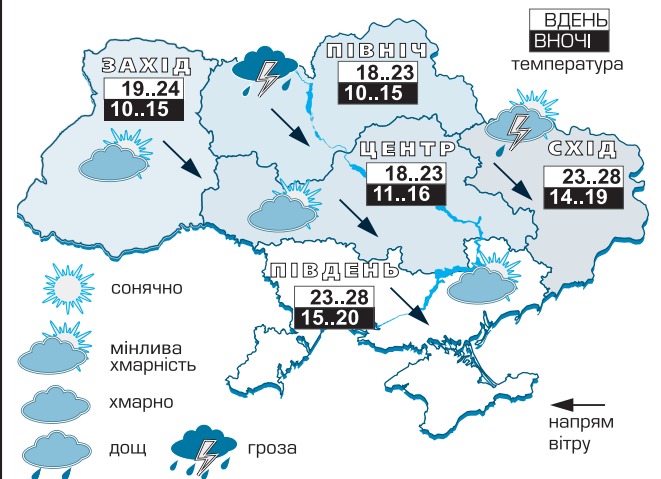 ВДЕНЬ
ВНОЧІ
температура
ЗАХІД
19..24
10..15
ПІВНІЧ
18..23
10..15
ЦЕНТР
18..23
11..16
СХІД
23..28
14..19
ПІВДЕНЬ
23..28
15..20
сонячно
мінлива
хмарність
хмарно
дощ
гроза
напрям
вітру